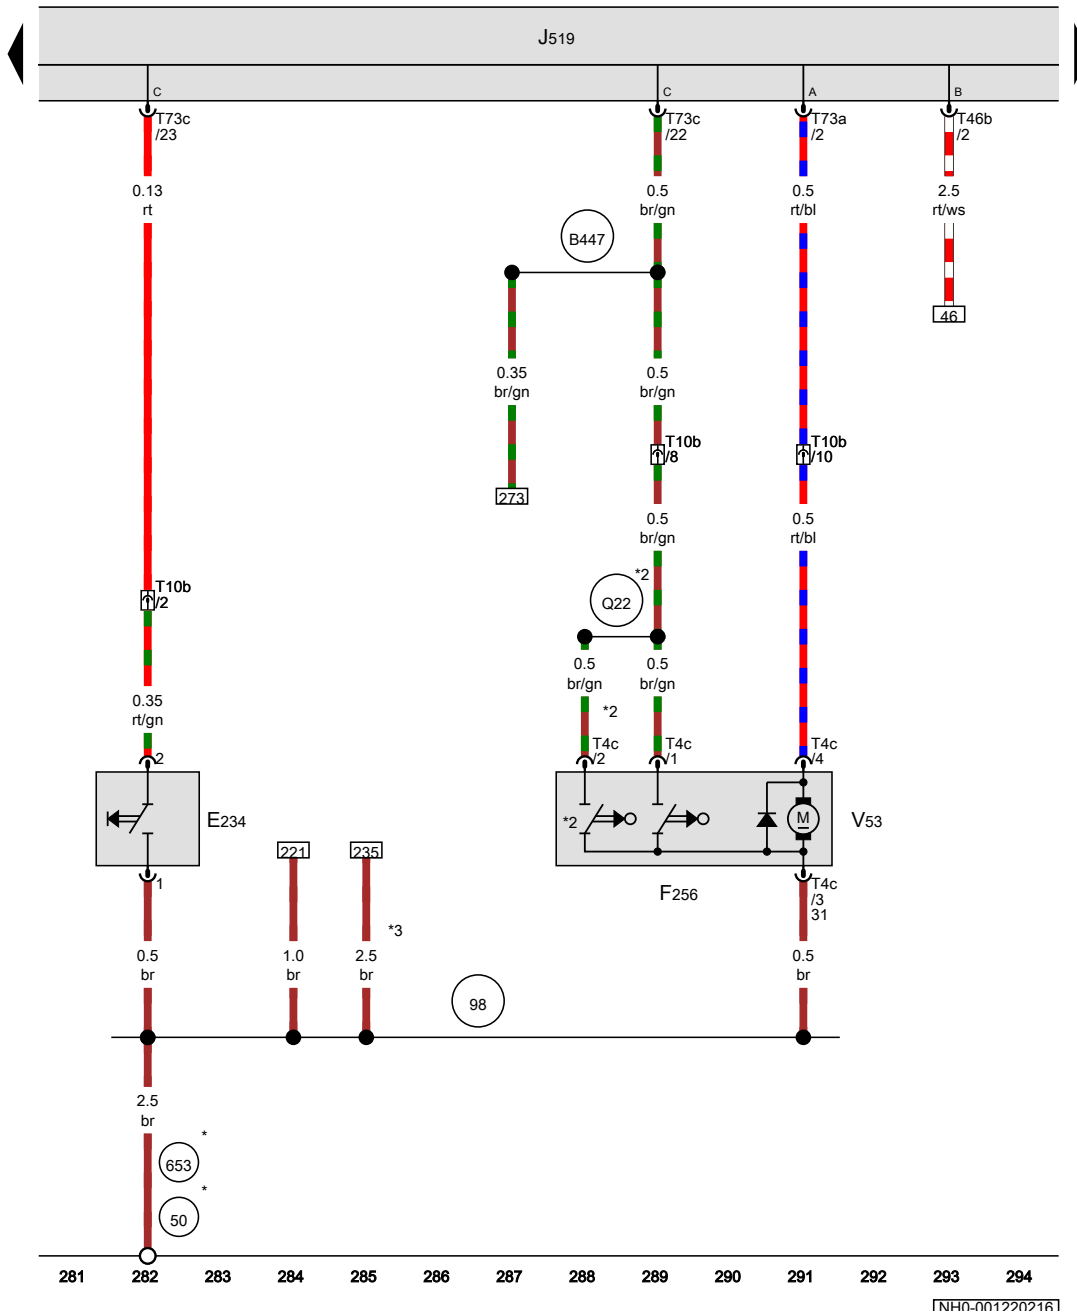 J519
C
C
A
B
T73c
/23
T73c
/22
T73a
/2
T46b
/2
0.13
rt
0.5
br/gn
0.5
rt/bl
2.5
rt/ws
B447
46
0.35
br/gn
0.5
br/gn
T10b
/8
T10b
/10
273
0.5
br/gn
0.5
rt/bl
T10b
/2
*2
Q22
0.5
br/gn
0.5
br/gn
0.35
rt/gn
*2
2
T4c
/2
T4c
/1
T4c
/4
E234
*2
M
V53
221
235
F256
1
T4c
/3
31
*3
0.5
br
1.0
br
2.5
br
0.5
br
98
2.5
br
*
653
*
50
281 282 283 284 285 286 287 288 289 290 291 292 293 294
NH0-001220216